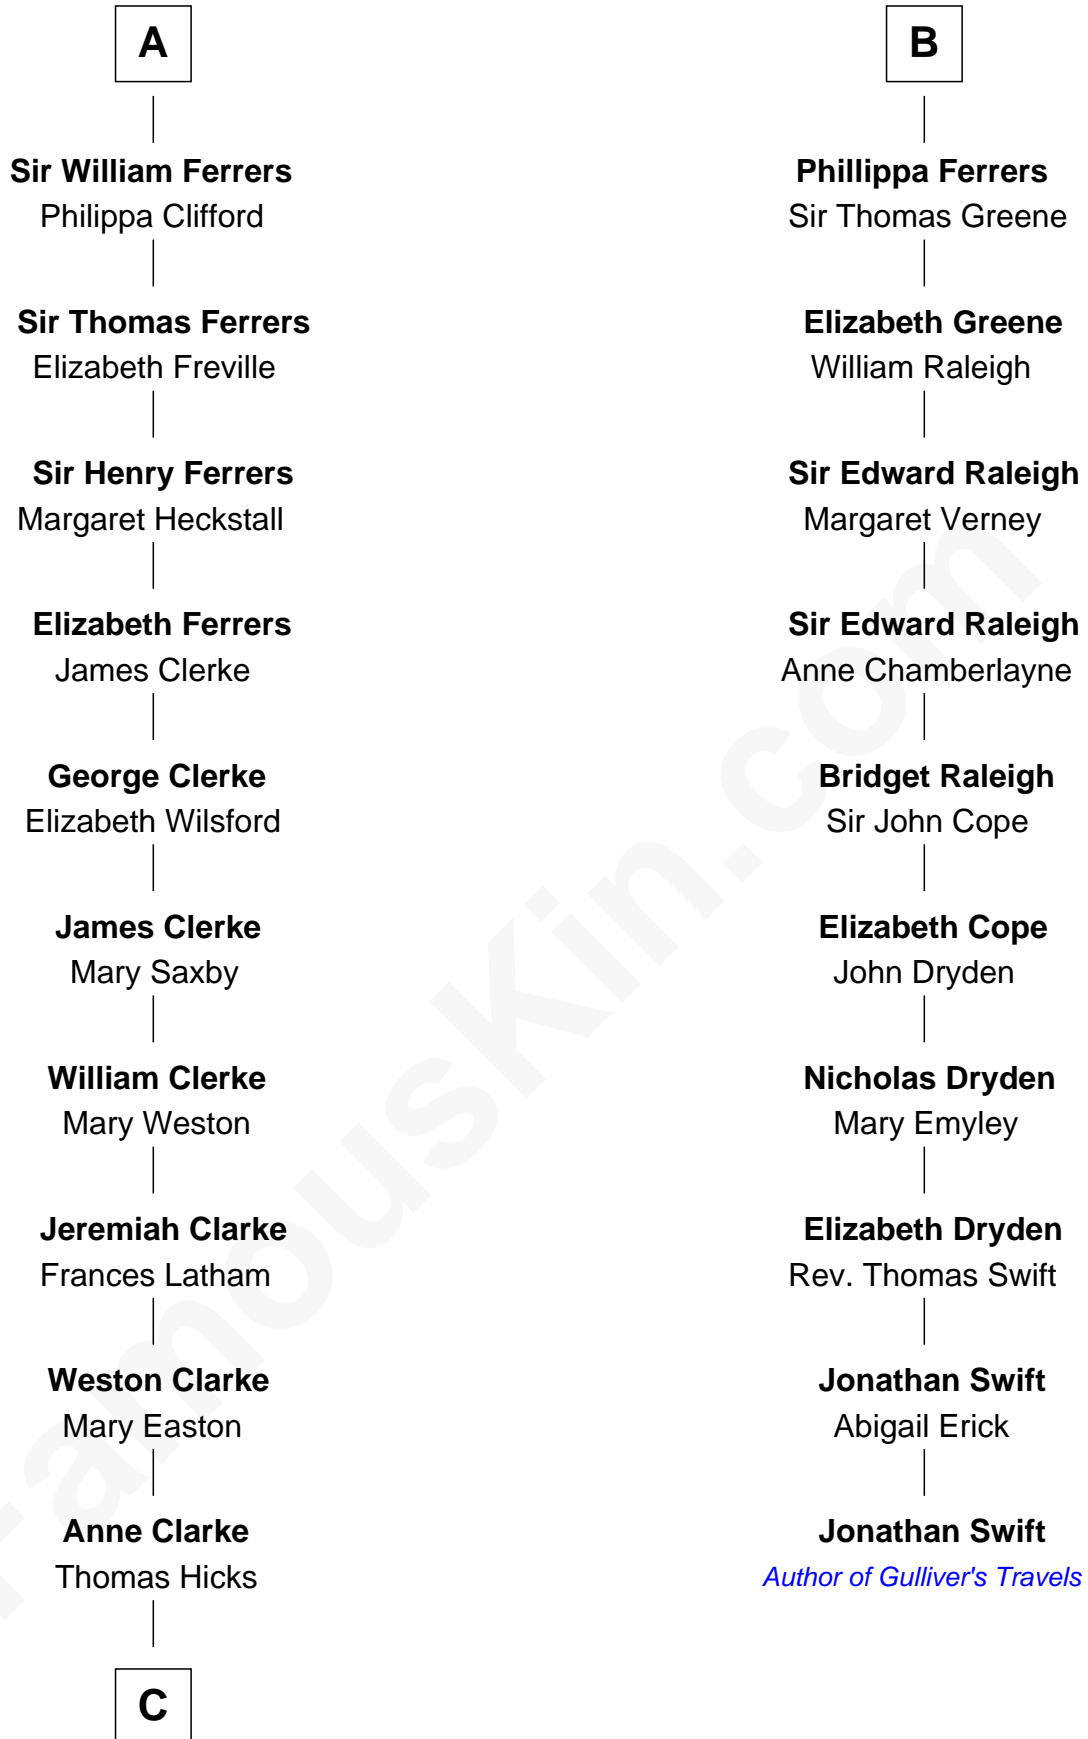 A
Sir William Ferrers
Philippa Clifford
Sir Thomas Ferrers
Elizabeth Freville
Sir Henry Ferrers
Margaret Heckstall
Elizabeth Ferrers
James Clerke
George Clerke
Elizabeth Wilsford
James Clerke
Mary Saxby
William Clerke
Mary Weston
Jeremiah Clarke
Frances Latham
Weston Clarke
Mary Easton
Anne Clarke
Thomas Hicks
C
B
Phillippa Ferrers
Sir Thomas Greene
Elizabeth Greene
William Raleigh
Sir Edward Raleigh
Margaret Verney
Sir Edward Raleigh
Anne Chamberlayne
Bridget Raleigh
Sir John Cope
Elizabeth Cope
John Dryden
Nicholas Dryden
Mary Emyley
Elizabeth Dryden
Rev. Thomas Swift
Jonathan Swift
Abigail Erick
Jonathan Swift
Author of Gulliver's Travels
FamousKin.com